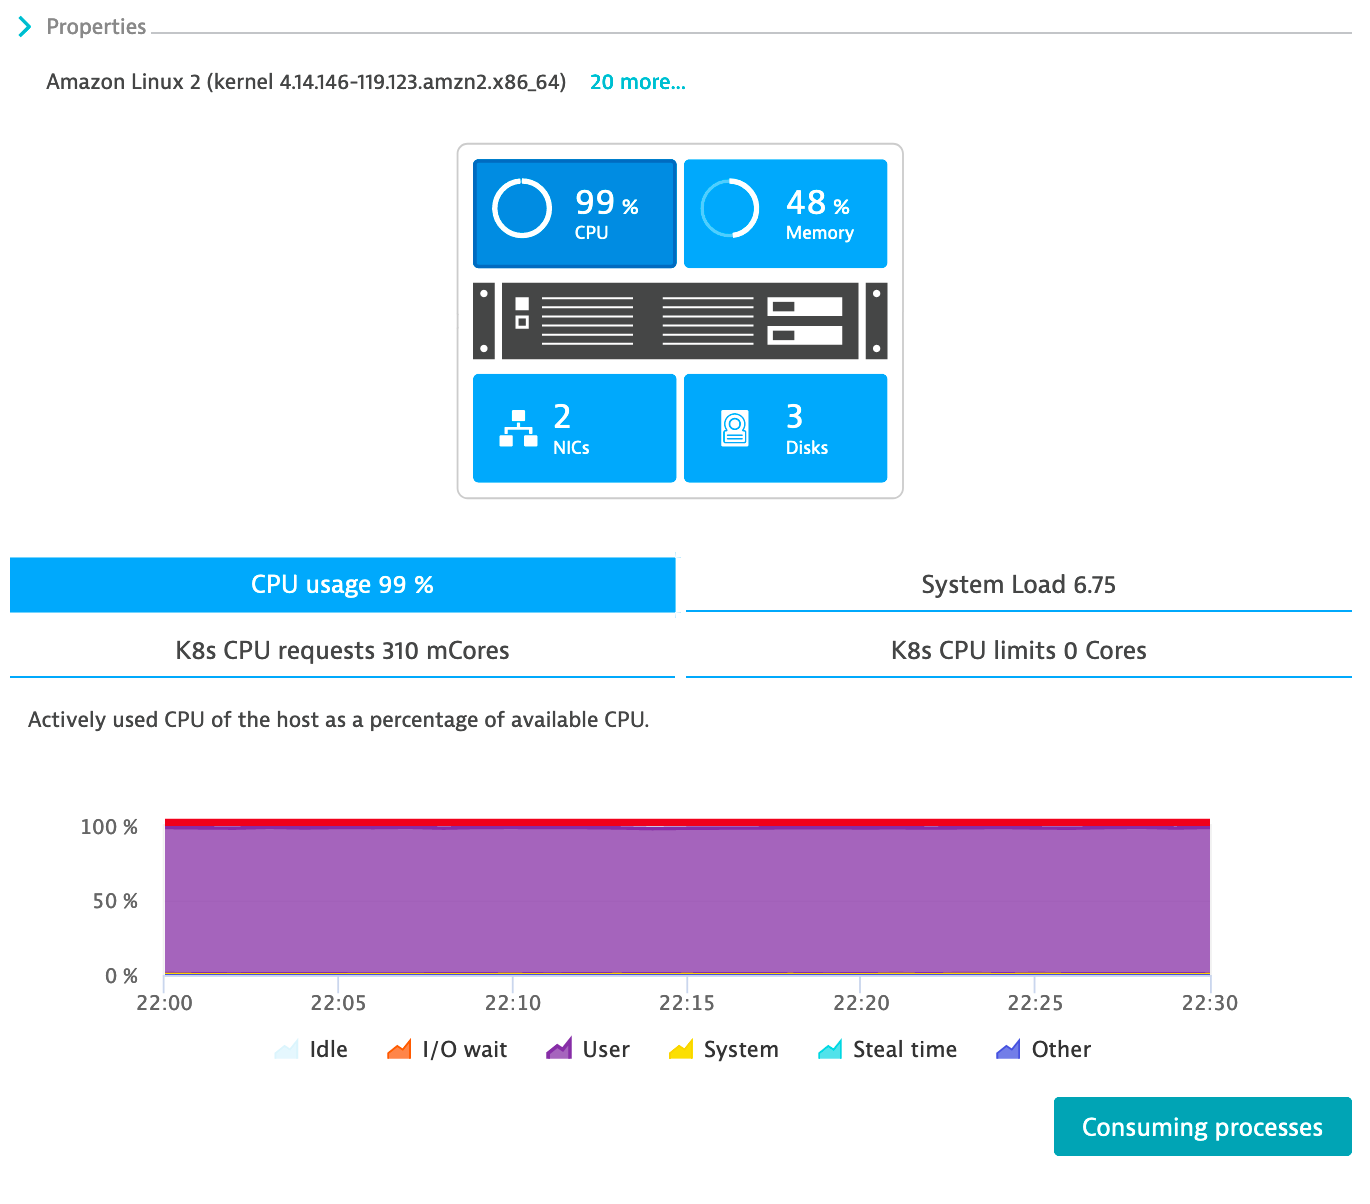 Properties
Amazon Linux 2 (kernel 4.14.146-119.123.amzn2.x86_64) 20 more...
99 %
CPU
48 %
Memory
2
NICs
3
Disks
CPU usage 99 %
System Load 6.75
K8s CPU requests 310 mCores
K8s CPU limits 0 Cores
Actively used CPU of the host as a percentage of available CPU.
100 %
50 %
0 %
22:00 22:05 22:10 22:15 22:20 22:25 22:30
Idle I/O wait User System Steal time Other
Consuming processes